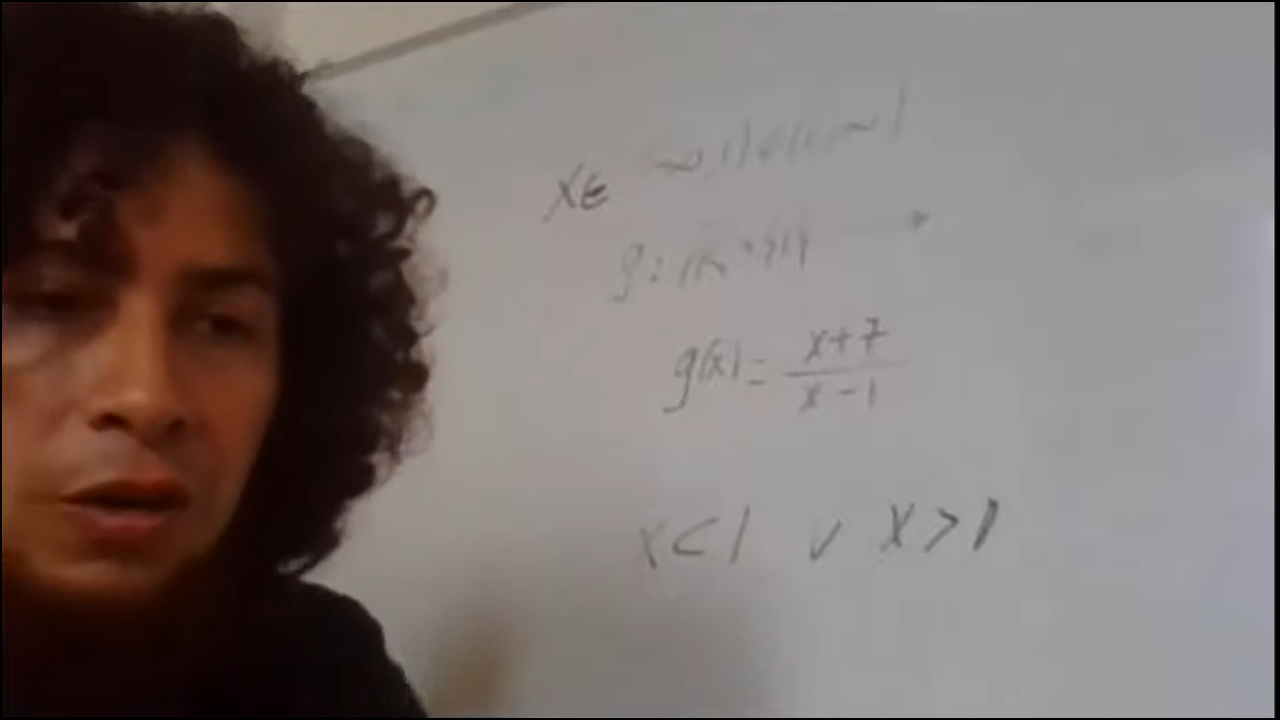 x∈
g:
g(x) = x+7 / x-1
x<1 ∨ x>1